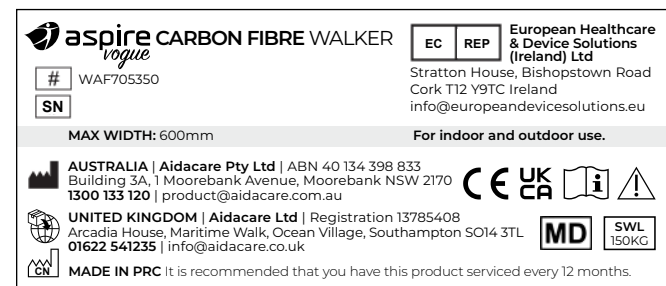 aspire CARBON FIBRE WALKER
vogue
# WAF705350
SN
EC REP
European Healthcare
& Device Solutions
(Ireland) Ltd
Stratton House, Bishopstown Road
Cork T12 Y9TC Ireland
info@europeandevicesolutions.eu
MAX WIDTH: 600mm
For indoor and outdoor use.
AUSTRALIA | Aidacare Pty Ltd | ABN 40 134 398 833
Building 3A, 1 Moorebank Avenue, Moorebank NSW 2170
1300 133 120 | product@aidacare.com.au
CE UK CA i
UNITED KINGDOM | Aidacare Ltd | Registration 13785408
Arcadia House, Maritime Walk, Ocean Village, Southampton SO14 3TL
01622 541235 | info@aidacare.co.uk
MD
SWL
150KG
CN
MADE IN PRC It is recommended that you have this product serviced every 12 months.